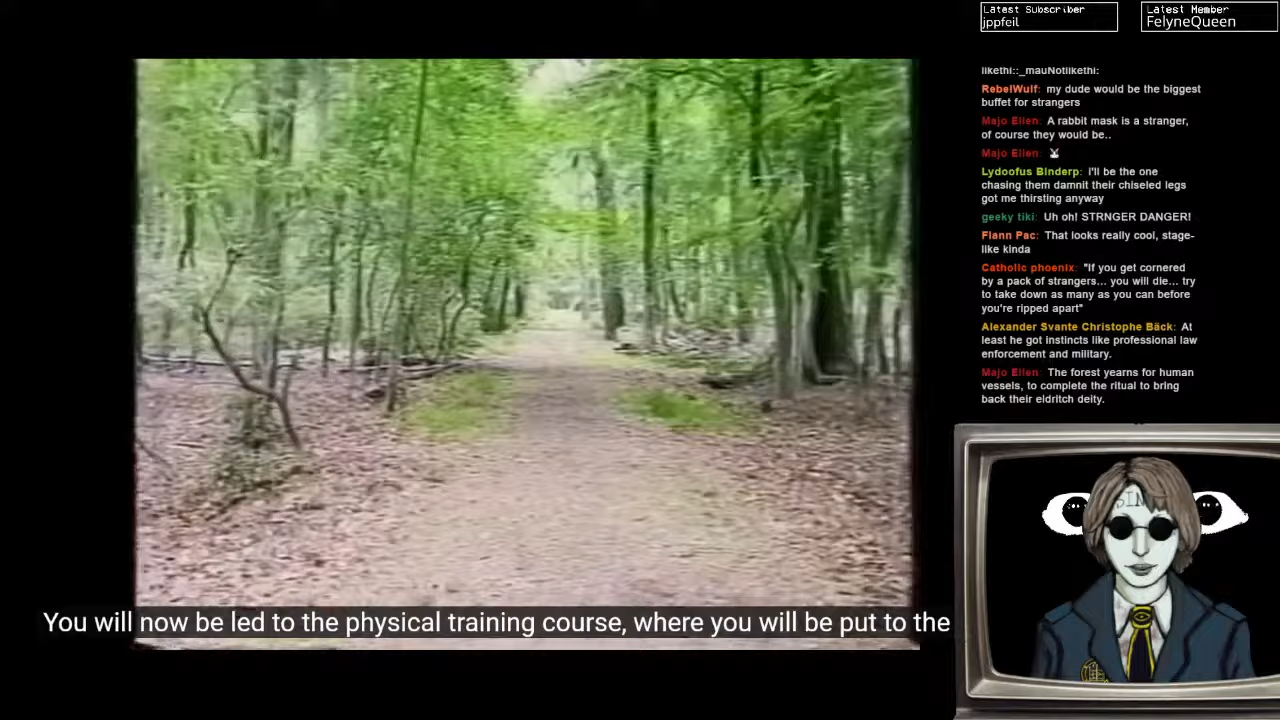 Latest Subscriber
jppfeil
Latest Member
FelyneQueen
likethi::_mauNotlikethi:
RebelWulf: my dude would be the biggest
buffet for strangers
Majo Ellen: A rabbit mask is a stranger,
of course they would be..
Majo Ellen:
Lydoofus Binderp: I'll be the one
chasing them damnit their chiseled legs
got me thirsting anyway
geeky tiki: Uh oh! STRNGER DANGER!
Flann Pac: That looks really cool, stage-
like kinda
Catholic phoenix: "If you get cornered
by a pack of strangers... you will die... try
to take down as many as you can before
you're ripped apart"
Alexander Svante Christophe Bäck: At
least he got instincts like professional law
enforcement and military.
Majo Ellen: The forest yearns for human
vessels, to complete the ritual to bring
back their eldritch deity.
You will now be led to the physical training course, where you will be put to the